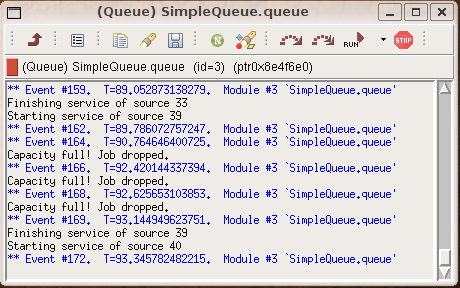 (Queue) SimpleQueue.queue
N
RUN
STOP
(Queue) SimpleQueue.queue (id=3) (ptr0x8e4f6e0)
** Event #159. T=89.052873138279. Module #3 `SimpleQueue.queue'
Finishing service of source 33
Starting service of source 39
** Event #162. T=89.786072757247. Module #3 `SimpleQueue.queue'
** Event #164. T=90.764646400725. Module #3 `SimpleQueue.queue'
Capacity full! Job dropped.
** Event #166. T=92.420144337394. Module #3 `SimpleQueue.queue'
Capacity full! Job dropped.
** Event #168. T=92.625653103853. Module #3 `SimpleQueue.queue'
Capacity full! Job dropped.
** Event #169. T=93.144949623751. Module #3 `SimpleQueue.queue'
Finishing service of source 39
Starting service of source 40
** Event #172. T=93.345782482215. Module #3 `SimpleQueue.queue'